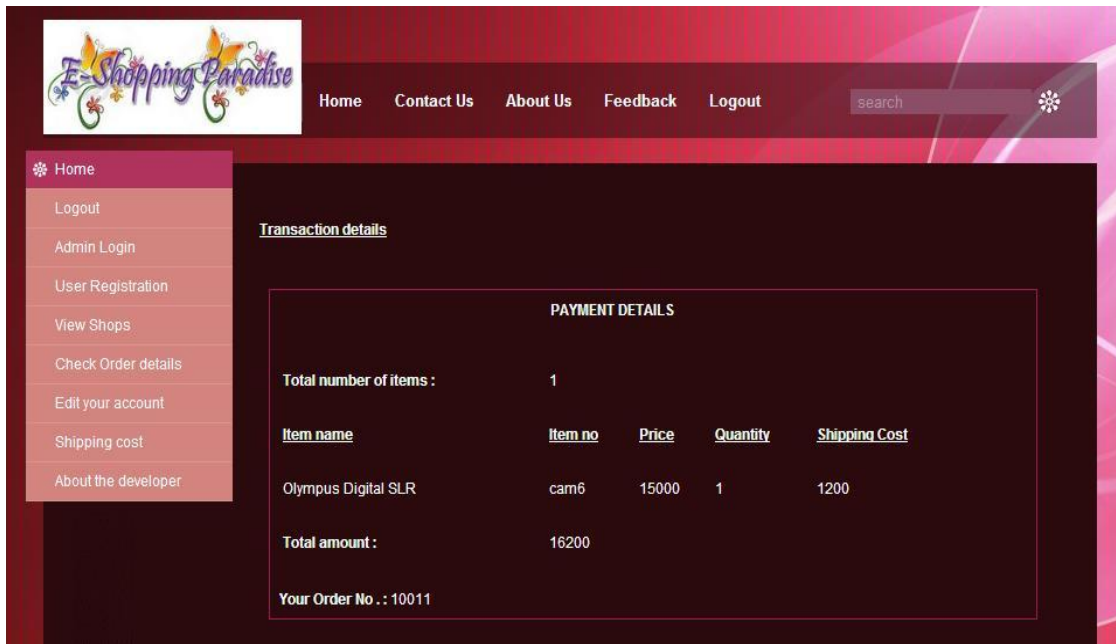 E-Shopping Paradise
Home Contact Us About Us Feedback Logout search
Home
Logout
Admin Login
User Registration
View Shops
Check Order details
Edit your account
Shipping cost
About the developer
Transaction details
PAYMENT DETAILS
Total number of items : 1
Item name Item no Price Quantity Shipping Cost
Olympus Digital SLR cam6 15000 1 1200
Total amount : 16200
Your Order No . : 10011